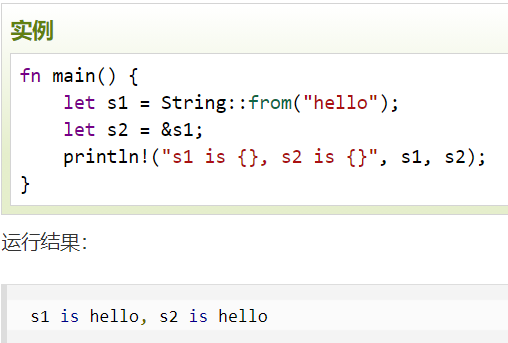 实例
fn main() {
    let s1 = String::from("hello");
    let s2 = &s1;
    println!("s1 is {}, s2 is {}", s1, s2);
}
运行结果：
s1 is hello, s2 is hello